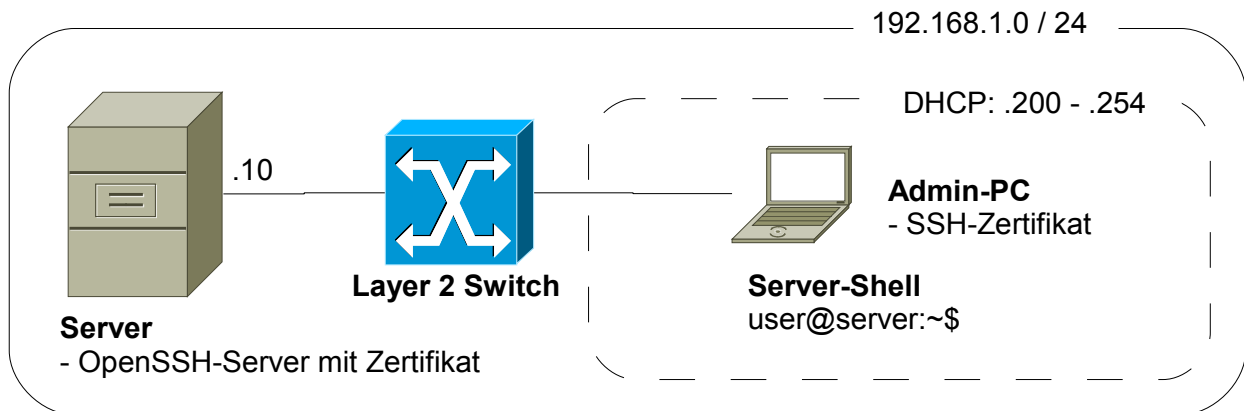 192.168.1.0 / 24
DHCP: .200 - .254
.10
Admin-PC
- SSH-Zertifikat
Layer 2 Switch
Server-Shell
user@server:~$
Server
- OpenSSH-Server mit Zertifikat